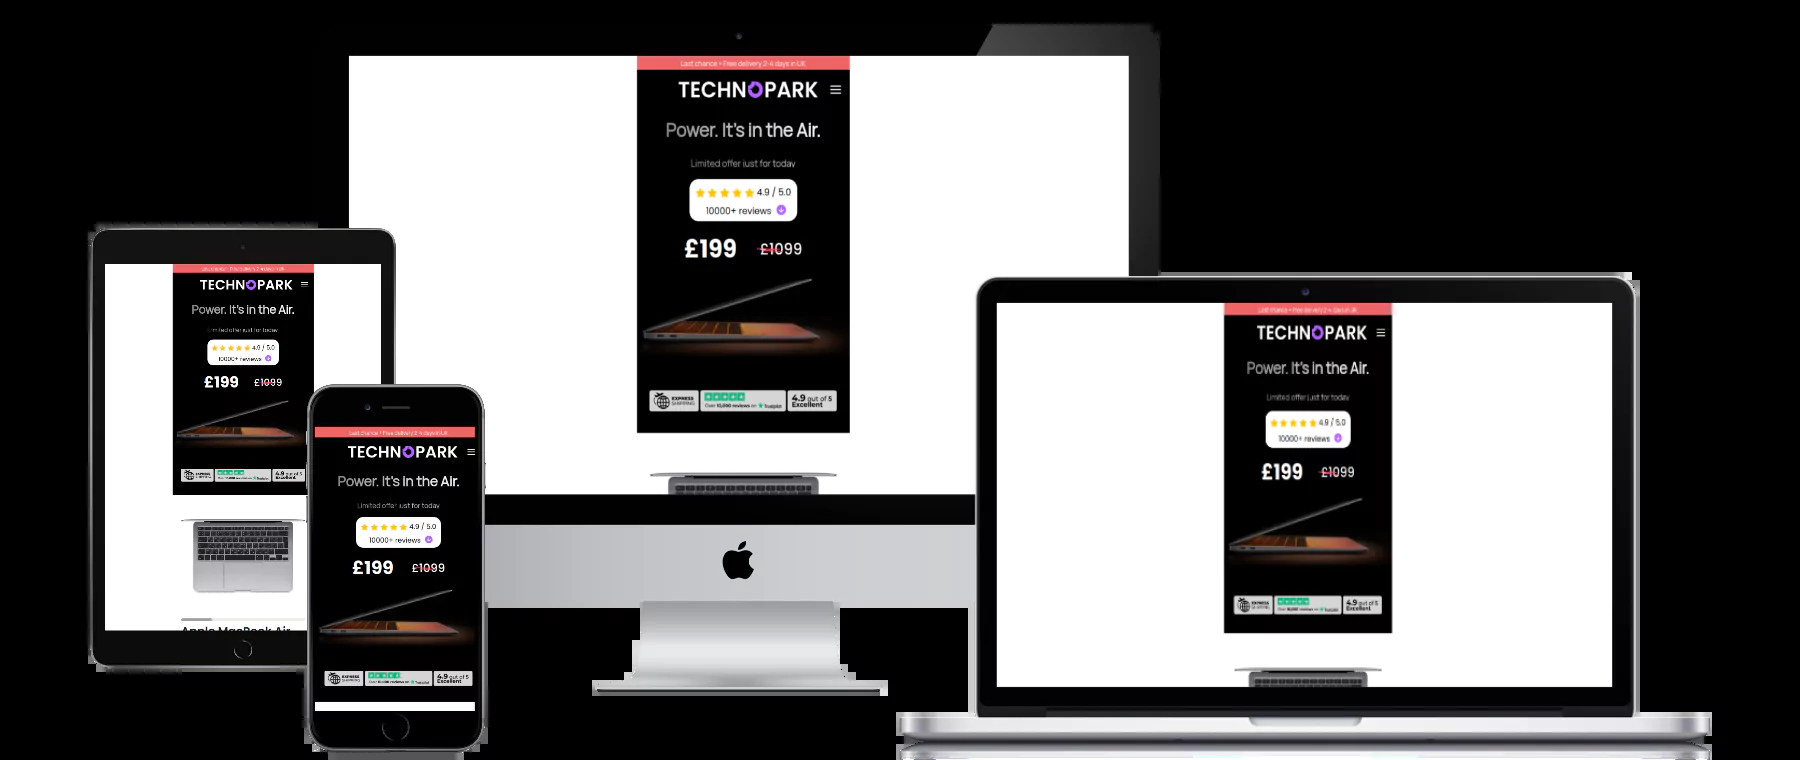 Last chance + Free delivery 2-4 days in UK
TECHNOPARK
Power. It's in the Air.
Limited offer just for today
4.9 / 5.0
10000+ reviews
£199 £1099
EXPRESS SHIPPING
Over 10,000 reviews on Trustpilot
4.9 out of 5
Excellent
Last chance + Free delivery 2-4 days in UK
TECHNOPARK
Power. It's in the Air.
Limited offer just for today
4.9 / 5.0
10000+ reviews
£199 £1099
EXPRESS SHIPPING
Over 10,000 reviews on Trustpilot
4.9 out of 5
Excellent
Apple MacBook Air
Last chance + Free delivery 2-4 days in UK
TECHNOPARK
Power. It's in the Air.
Limited offer just for today
4.9 / 5.0
10000+ reviews
£199 £1099
EXPRESS SHIPPING
Over 10,000 reviews on Trustpilot
4.9 out of 5
Excellent
Last chance + Free delivery 2-4 days in UK
TECHNOPARK
Power. It's in the Air.
Limited offer just for today
4.9 / 5.0
10000+ reviews
£199 £1099
EXPRESS SHIPPING
Over 10,000 reviews on Trustpilot
4.9 out of 5
Excellent